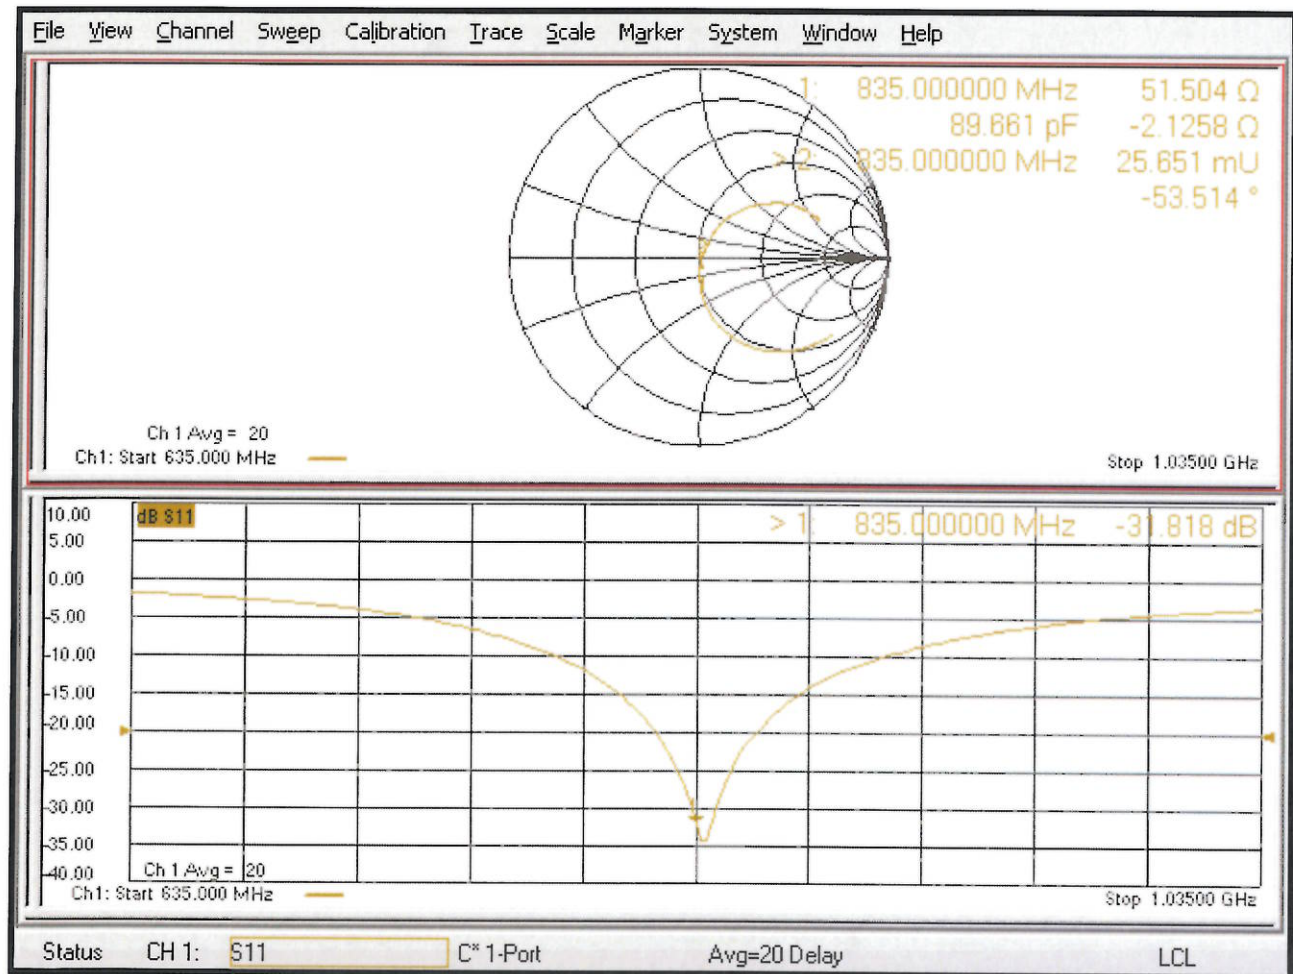 File View Channel Sweep Calibration Trace Scale Marker System Window Help
1: 835.000000 MHz 51.504 Ω
89.661 pF -2.1258 Ω
> 2: 835.000000 MHz 25.651 mU
-53.514 °
Ch 1 Avg = 20
Ch1: Start 635.000 MHz
Stop 1.03500 GHz
10.00
dB S11
> 1: 835.000000 MHz -31.818 dB
5.00
0.00
-5.00
-10.00
-15.00
-20.00
-25.00
-30.00
-35.00
-40.00
Ch 1 Avg = 20
Ch1: Start 635.000 MHz
Stop 1.03500 GHz
Status CH 1: S11 C* 1-Port Avg=20 Delay LCL